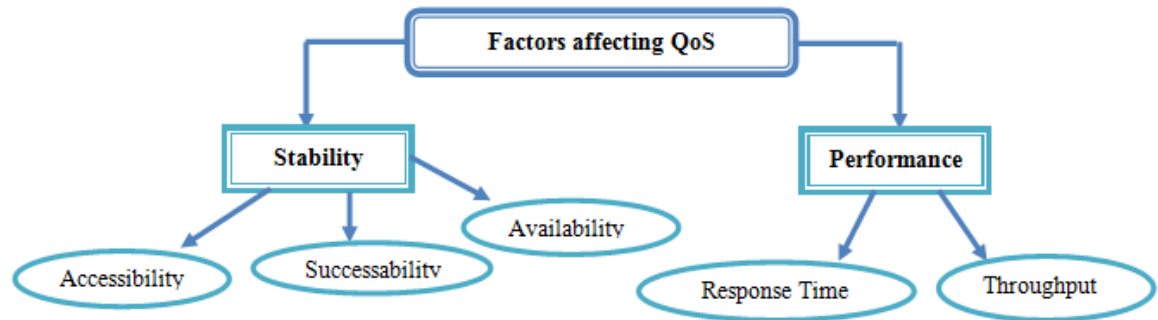 Factors affecting QoS
Stability
Performance
Availability
Accessibility
Successability
Response Time
Throughput